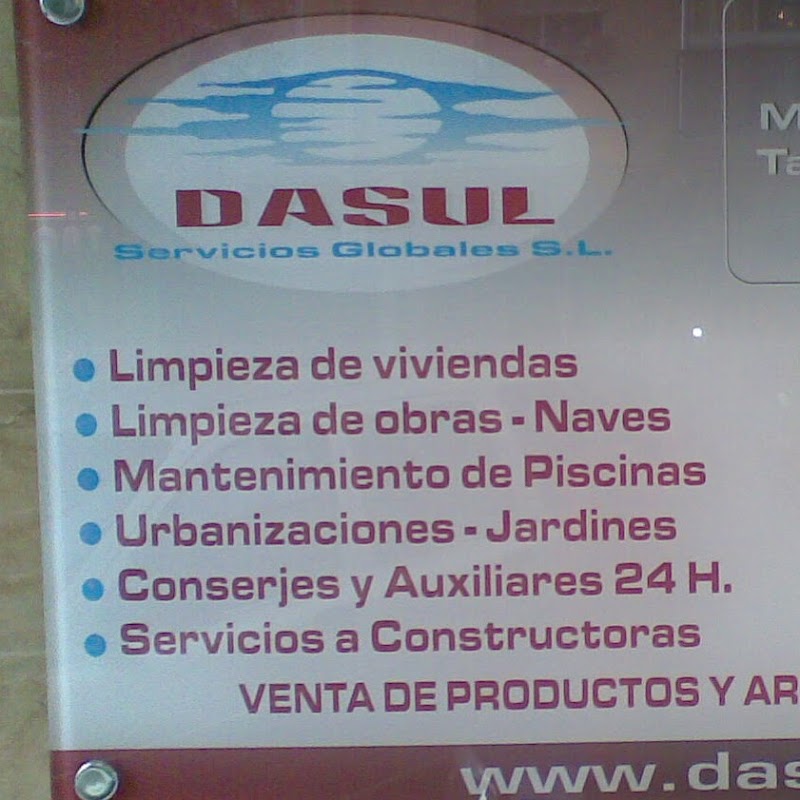 DASUL
Servicios Globales S.L.
Limpieza de viviendas
Limpieza de obras - Naves
Mantenimiento de Piscinas
Urbanizaciones - Jardines
Conserjes y Auxiliares 24 H.
Servicios a Constructoras
VENTA DE PRODUCTOS Y